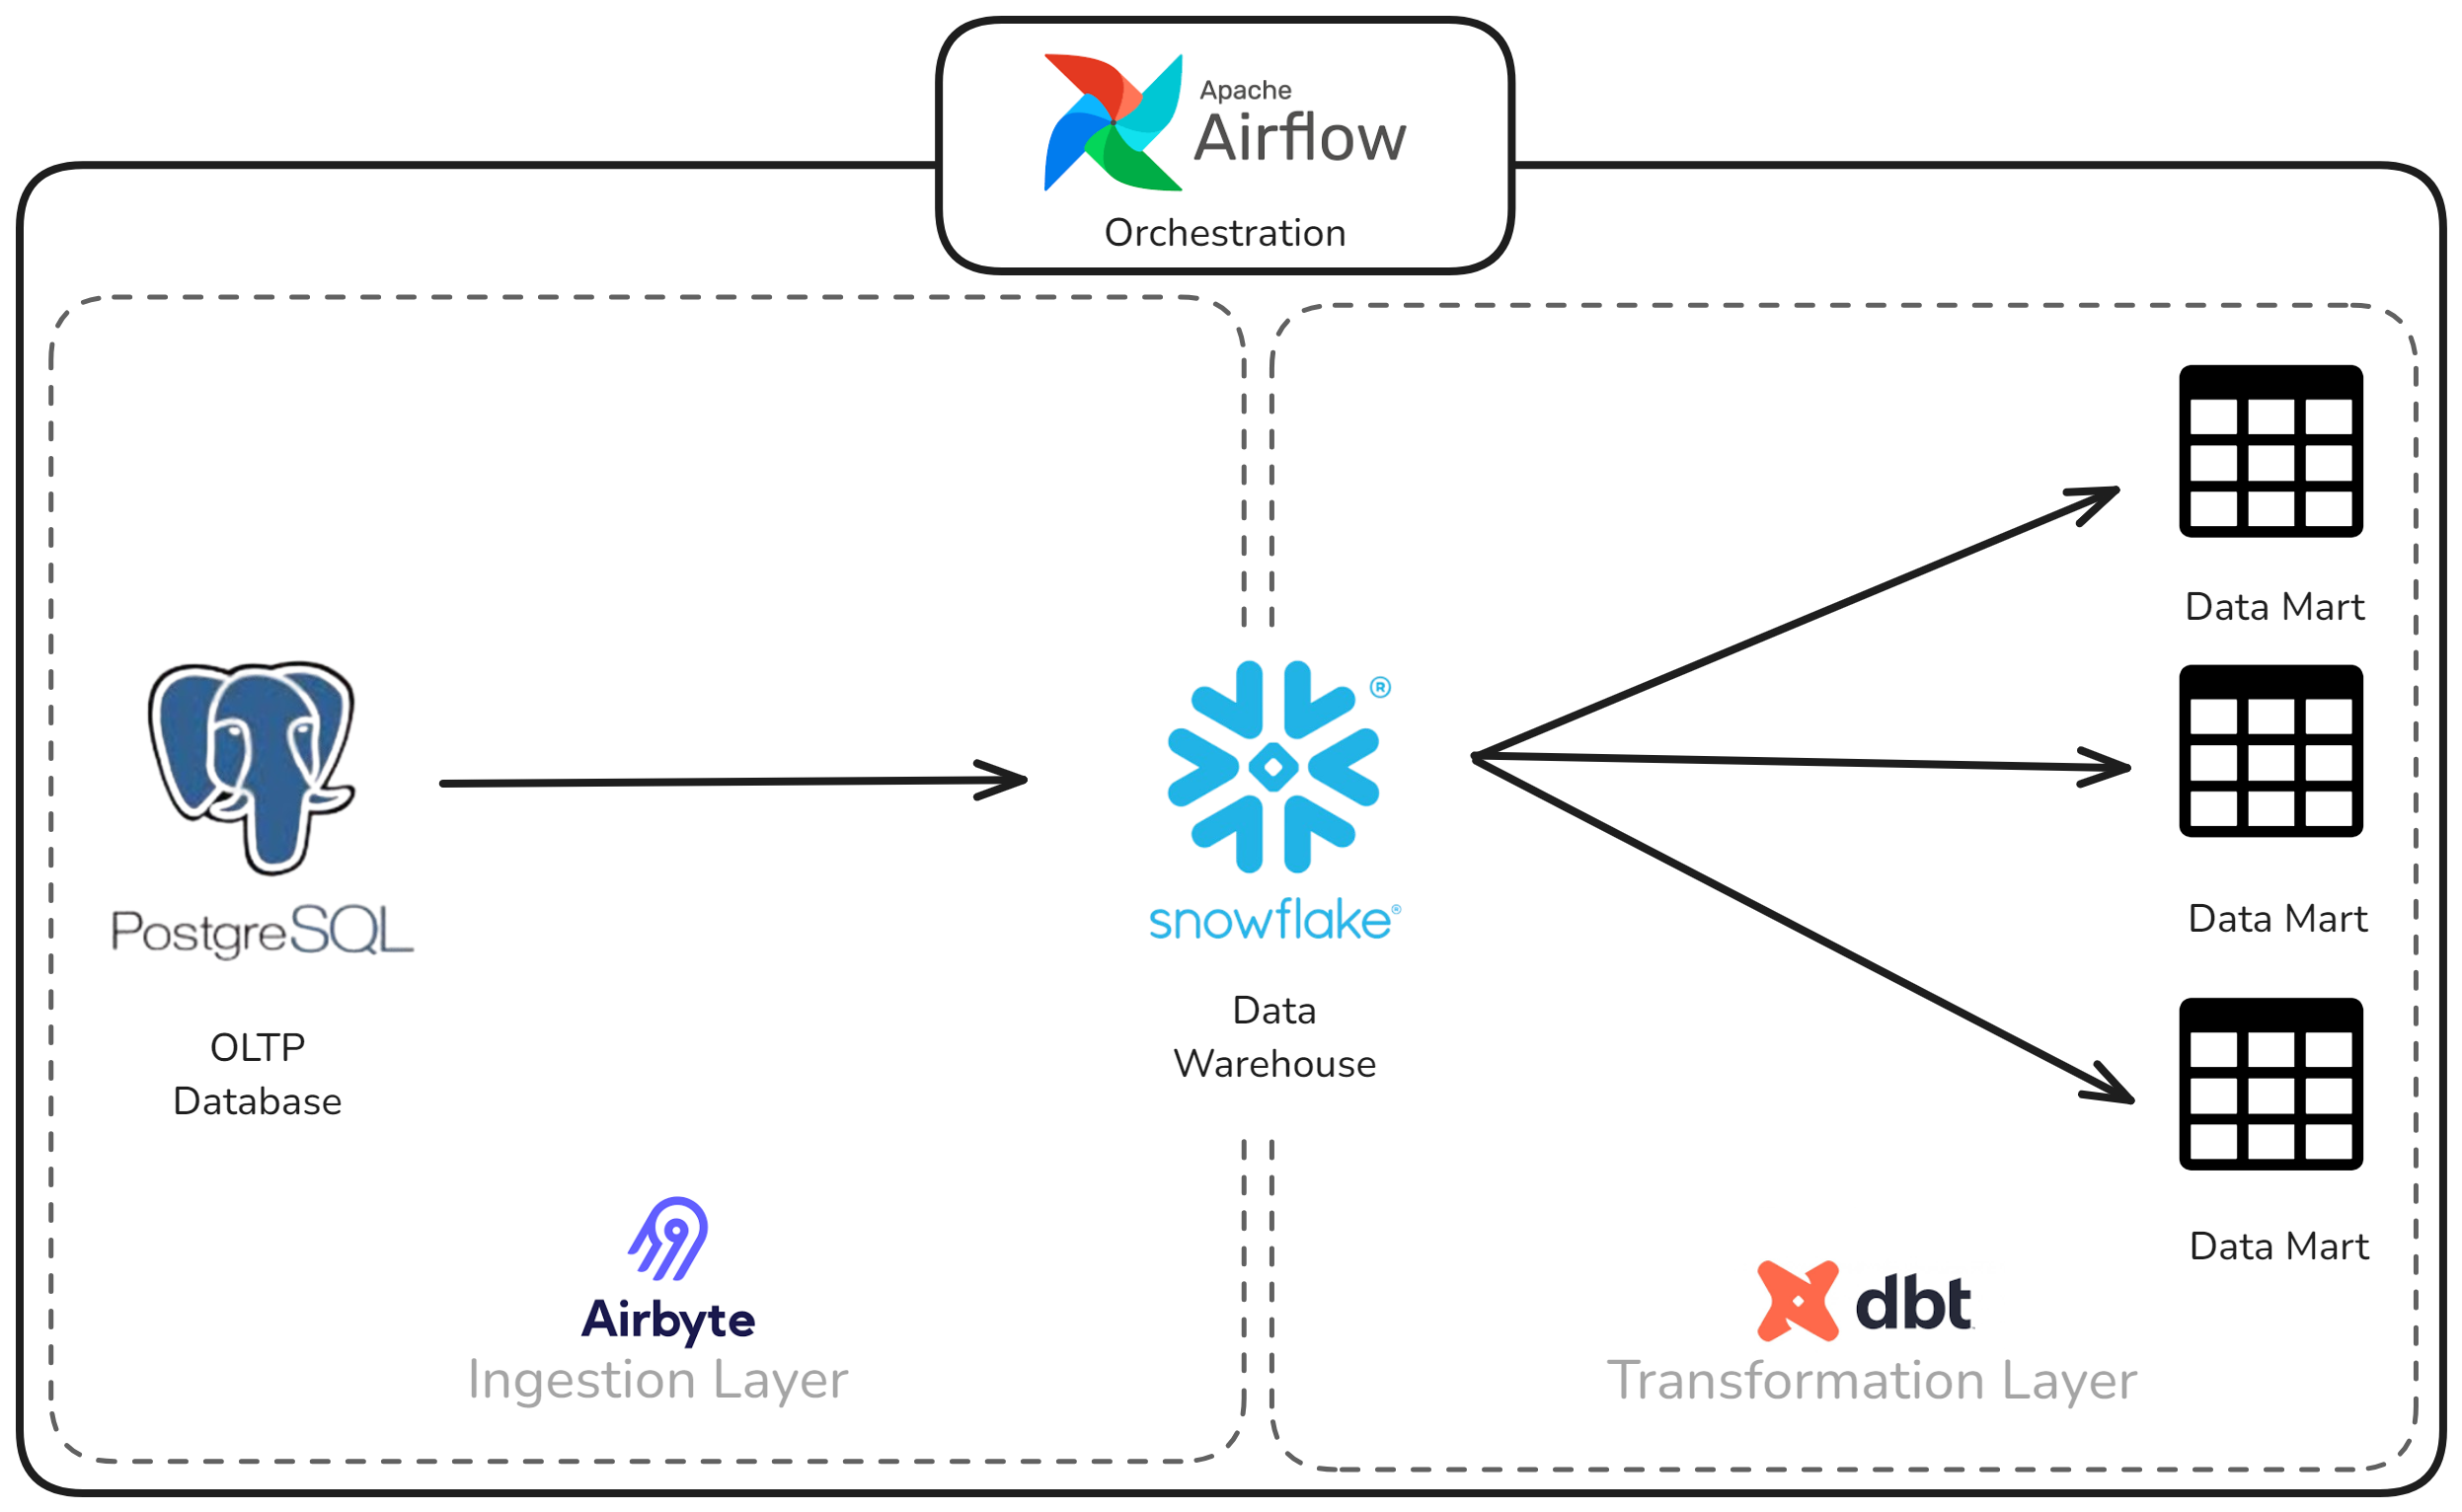 Apache
Airflow
Orchestration
PostgreSQL
OLTP
Database
snowflake®
®
Data
Warehouse
Data Mart
Data Mart
Data Mart
Airbyte
Ingestion Layer
dbt
Transformation Layer